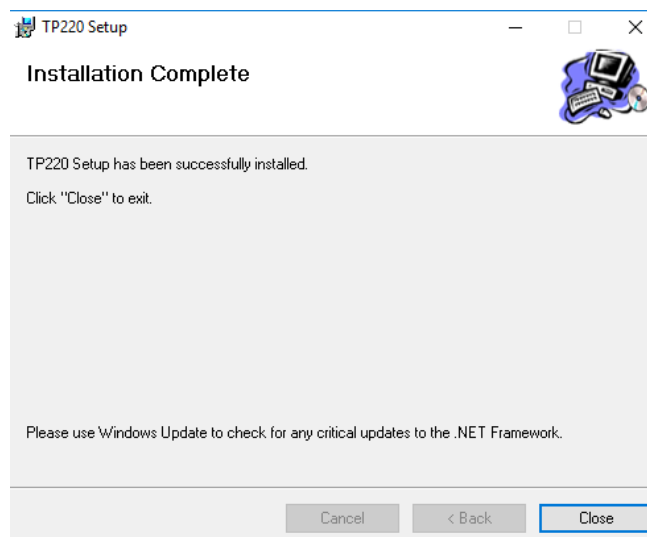 TP220 Setup
Installation Complete
TP220 Setup has been successfully installed.
Click "Close" to exit.
Please use Windows Update to check for any critical updates to the .NET Framework.
Cancel
< Back
Close